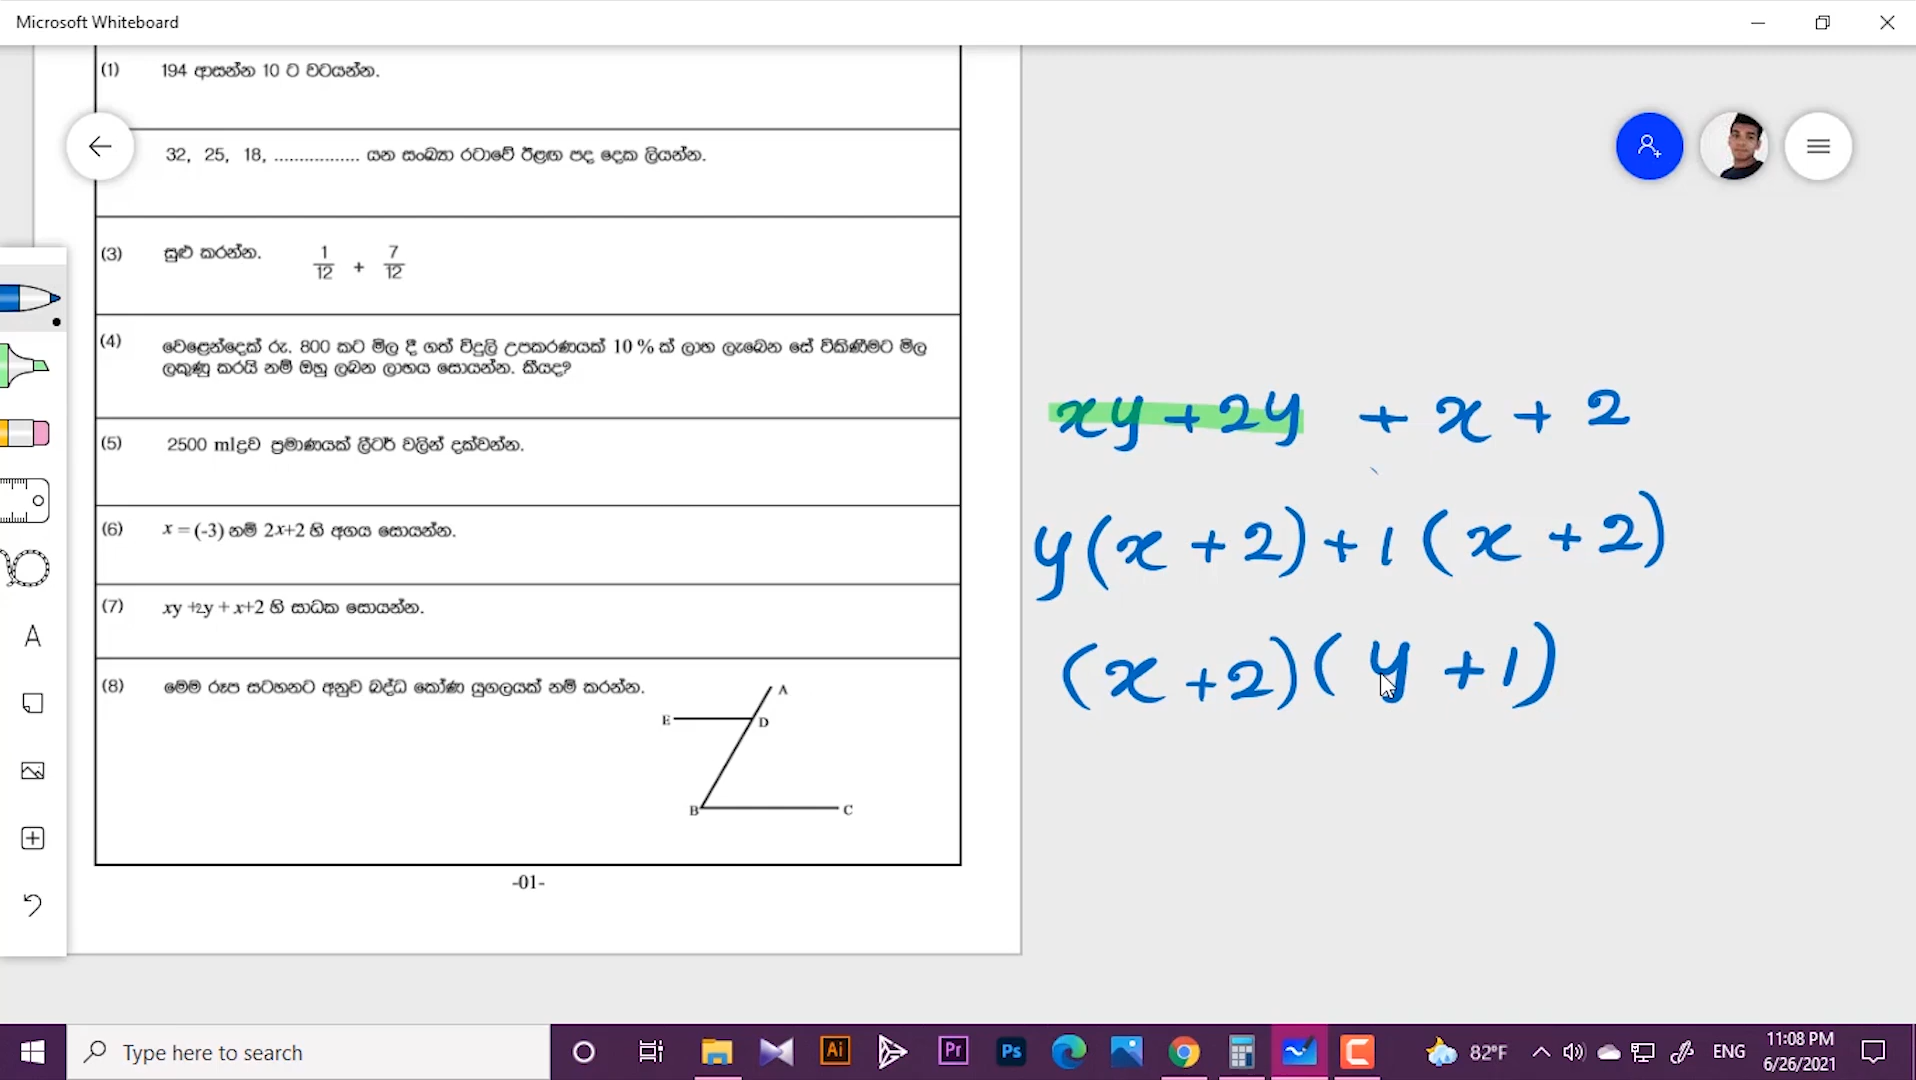 Microsoft Whiteboard
(1) 194 ආසන්න 10 ට වටයන්න.
32, 25, 18, ................. යන සංඛ්‍යා රටාවේ ඊළඟ පද දෙක ලියන්න.
(3) සුළු කරන්න. 1/12 + 7/12
(4) වෙළෙන්දෙක් රු. 800 කට මිල දී ගත් විදුලි උපකරණයක් 10 % ක් ලාභ ලැබෙන සේ විකිණීමට මිල
ලකුණු කරයි නම් ඔහු ලබන ලාභය සොයන්න. කීයද?
(5) 2500 ml ද්‍රව ප්‍රමාණයක් ලීටර් වලින් දක්වන්න.
(6) x = (-3) නම් 2x+2 හි අගය සොයන්න.
(7) xy +2y + x+2 හි සාධක සොයන්න.
(8) මෙම රූප සටහනට අනුව බද්ධ කෝණ යුගලයක් නම් කරන්න.
A
E D
B C
-01-
xy + 2y + x + 2
y(x + 2) + 1(x + 2)
(x + 2)(y + 1)
A
Type here to search
Ai
Pr
Ps
82°F
ENG
11:08 PM
6/26/2021